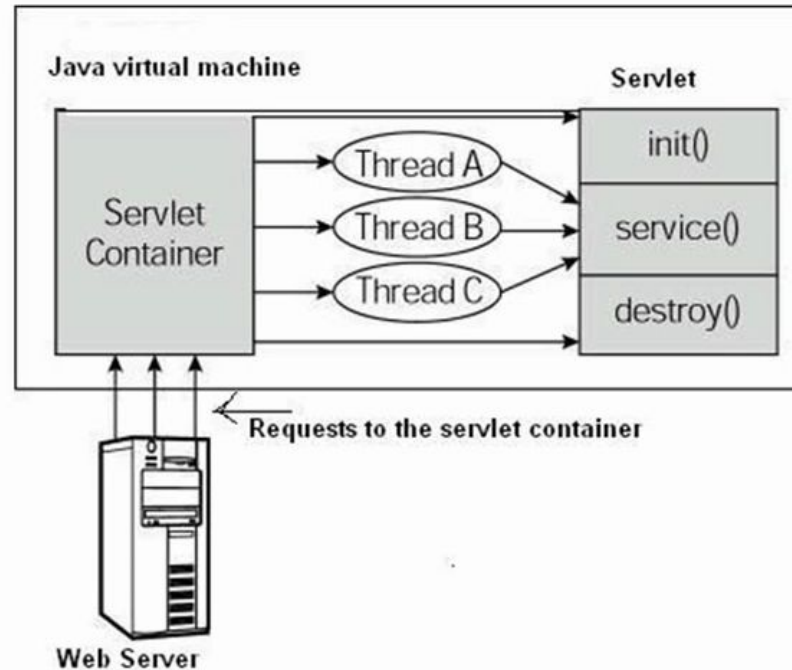 Java virtual machine
Servlet
Servlet
Container
Thread A
Thread B
Thread C
init()
service()
destroy()
Requests to the servlet container
Web Server